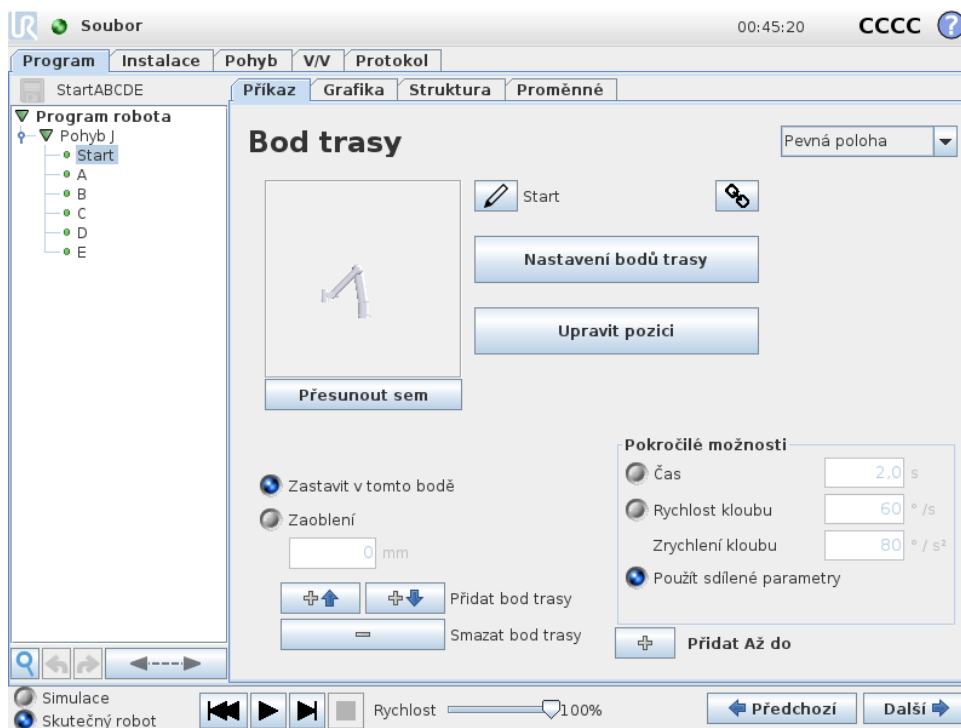 UR Soubor 00:45:20 CCCC ?
Program Instalace Pohyb V/V Protokol
StartABCDE
Příkaz Grafika Struktura Proměnné
Program robota
Pohyb J
Start
A
B
C
D
E
Bod trasy
Pevná poloha
Start
Nastavení bodů trasy
Upravit pozici
Přesunout sem
Zastavit v tomto bodě
Zaoblení
0 mm
Přidat bod trasy
Smazat bod trasy
Pokročilé možnosti
Čas 2,0 s
Rychlost kloubu 60 ° /s
Zrychlení kloubu 80 ° / s²
Použít sdílené parametry
Přidat Až do
Simulace
Skutečný robot
Rychlost 100%
Předchozí
Další